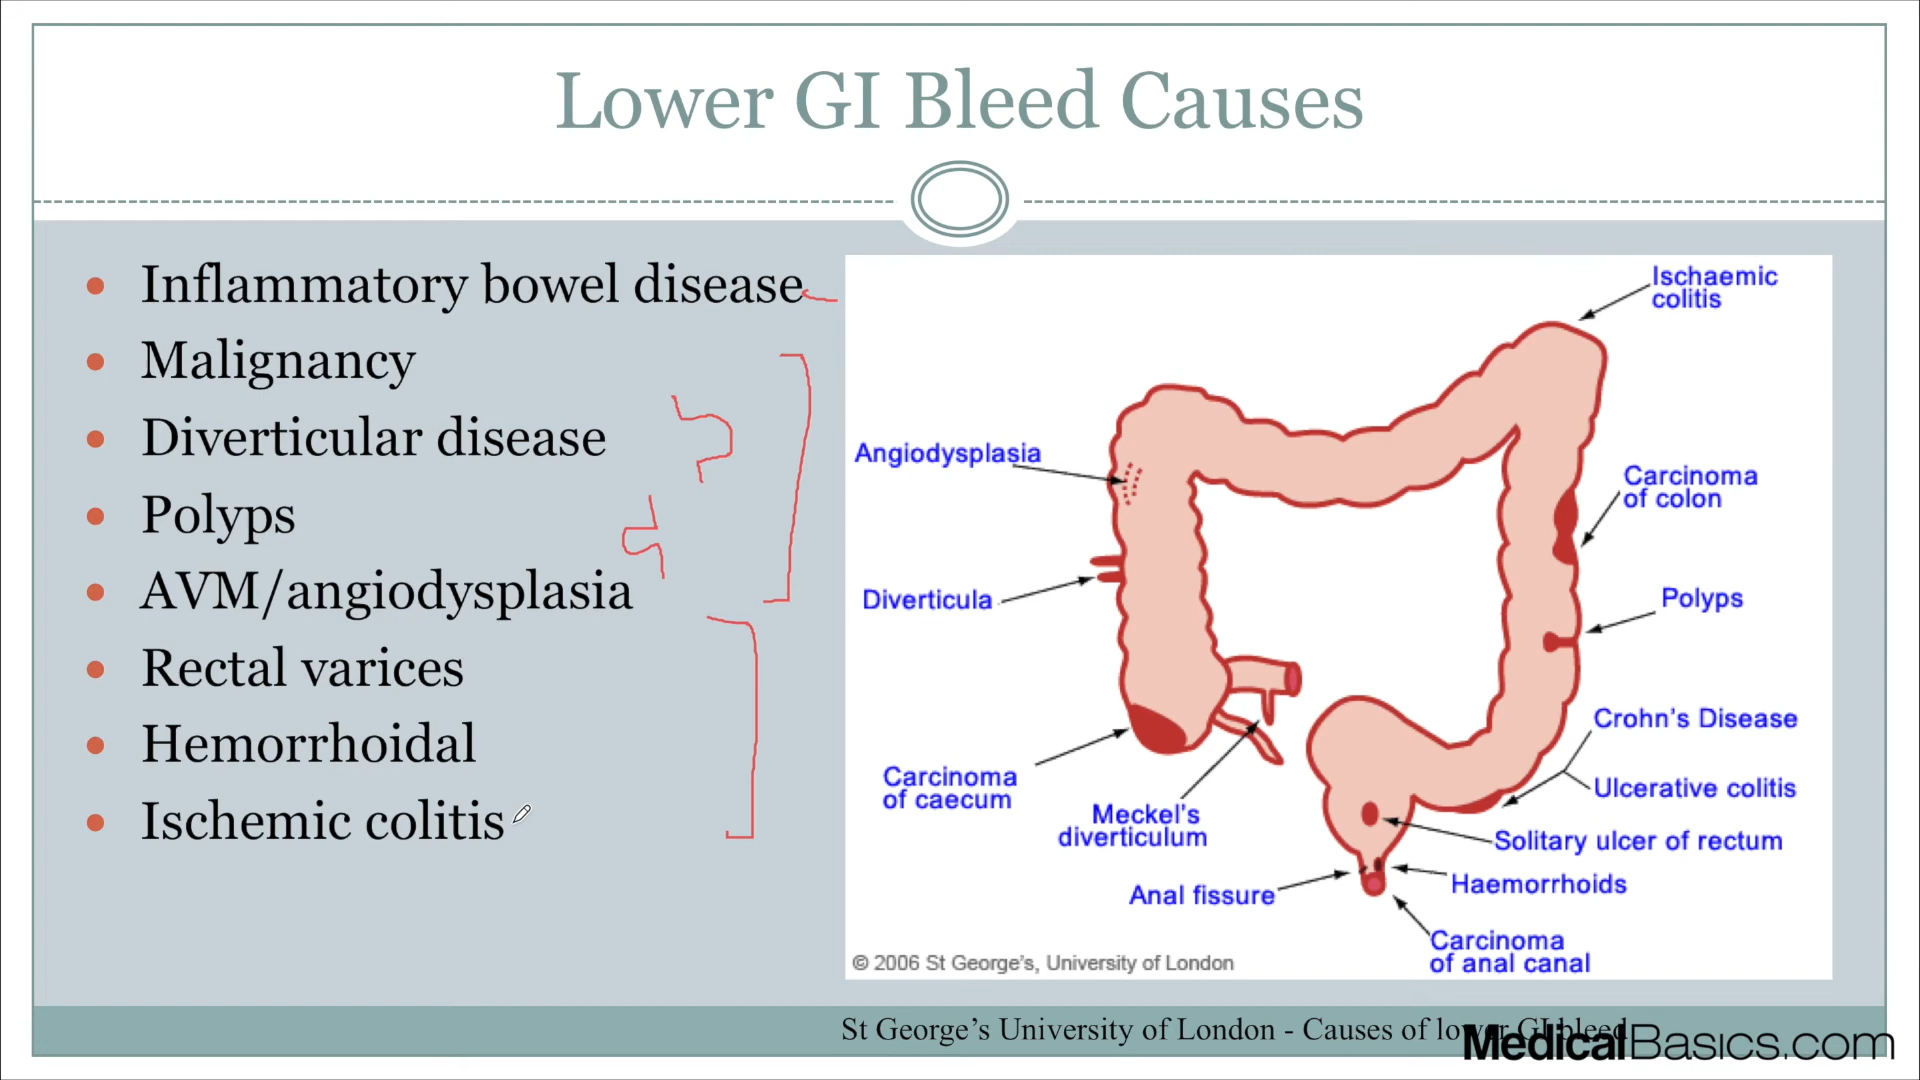 Lower GI Bleed Causes
Inflammatory bowel disease
Malignancy
Diverticular disease
Polyps
AVM/angiodysplasia
Rectal varices
Hemorrhoidal
Ischemic colitis
Ischaemic
colitis
Angiodysplasia
Carcinoma
of colon
Diverticula
Polyps
Crohn's Disease
Carcinoma
of caecum
Meckel's
diverticulum
Ulcerative colitis
Solitary ulcer of rectum
Anal fissure
Haemorrhoids
Carcinoma
of anal canal
© 2006 St George's, University of London
St George's University of London - Causes of lower GI bleed
MedicalBasics.com